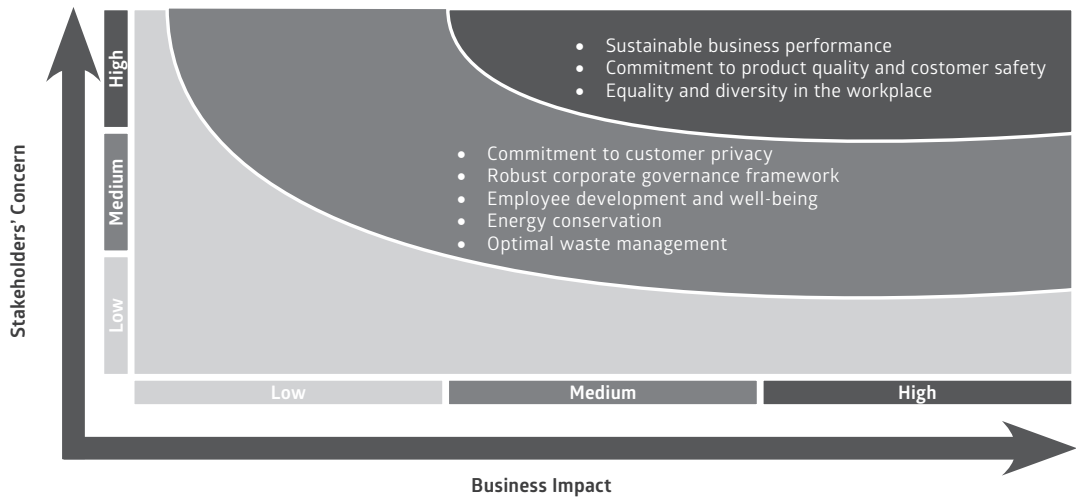 Stakeholders' Concern
High
Medium
Low
• Sustainable business performance
• Commitment to product quality and costomer safety
• Equality and diversity in the workplace
• Commitment to customer privacy
• Robust corporate governance framework
• Employee development and well-being
• Energy conservation
• Optimal waste management
Low
Medium
High
Business Impact